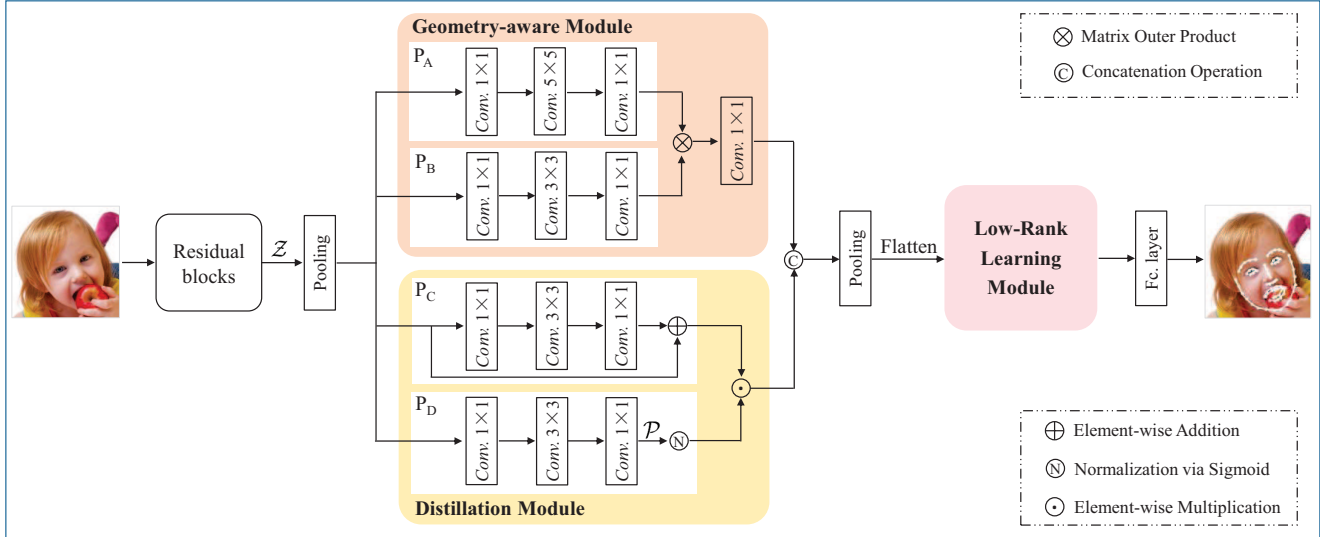 Geometry-aware Module
P_A
Conv. 1×1
Conv. 5×5
Conv. 1×1
P_B
Conv. 1×1
Conv. 3×3
Conv. 1×1
Conv. 1×1
Residual
blocks
𝒵
Pooling
P_C
Conv. 1×1
Conv. 3×3
Conv. 1×1
P_D
Conv. 1×1
Conv. 3×3
Conv. 1×1
𝒫
N
Distillation Module
C
Pooling
Flatten
Low-Rank
Learning
Module
Fc. layer
⊗ Matrix Outer Product
Ⓒ Concatenation Operation
⊕ Element-wise Addition
Ⓝ Normalization via Sigmoid
⊙ Element-wise Multiplication